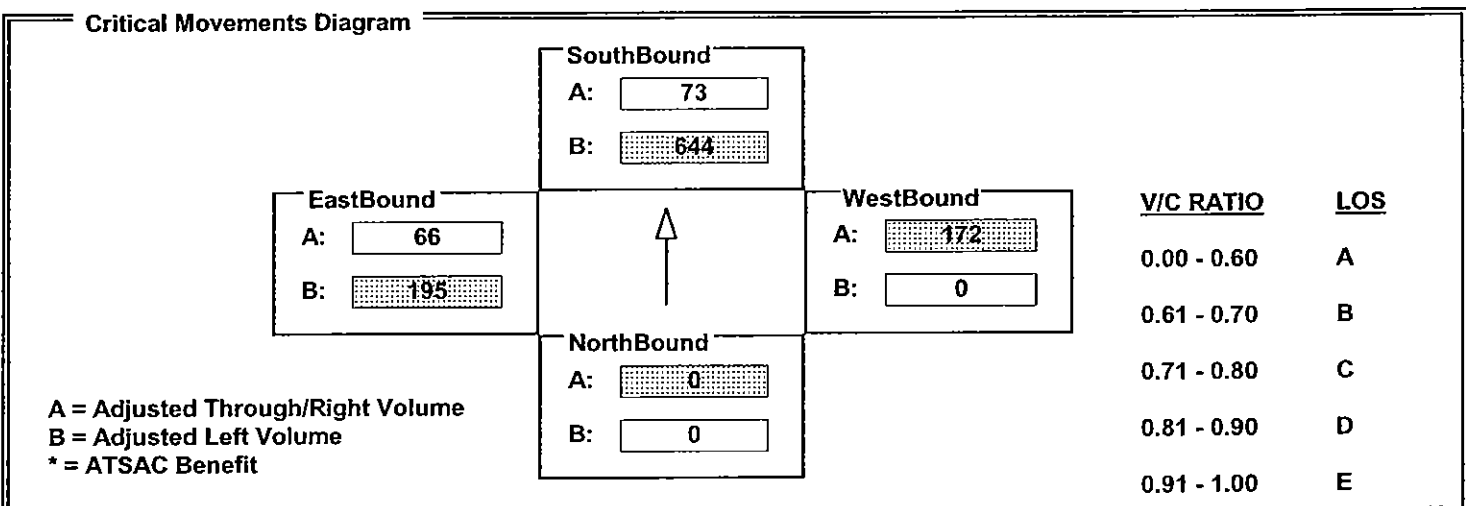 Critical Movements Diagram
SouthBound
A: 73
B: 644
EastBound
A: 66
B: 195
WestBound
A: 172
B: 0
NorthBound
A: 0
B: 0
A = Adjusted Through/Right Volume
B = Adjusted Left Volume
* = ATSAC Benefit
V/C RATIO LOS
0.00 - 0.60 A
0.61 - 0.70 B
0.71 - 0.80 C
0.81 - 0.90 D
0.91 - 1.00 E